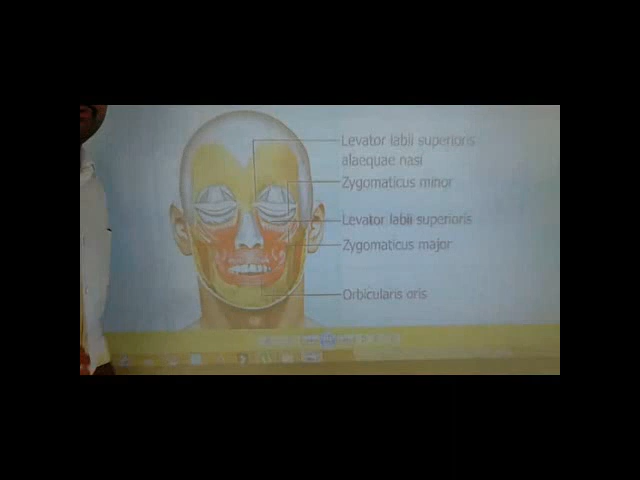 Levator labii superioris
alaequae nasi
Zygomaticus minor
Levator labii superioris
Zygomaticus major
Orbicularis oris